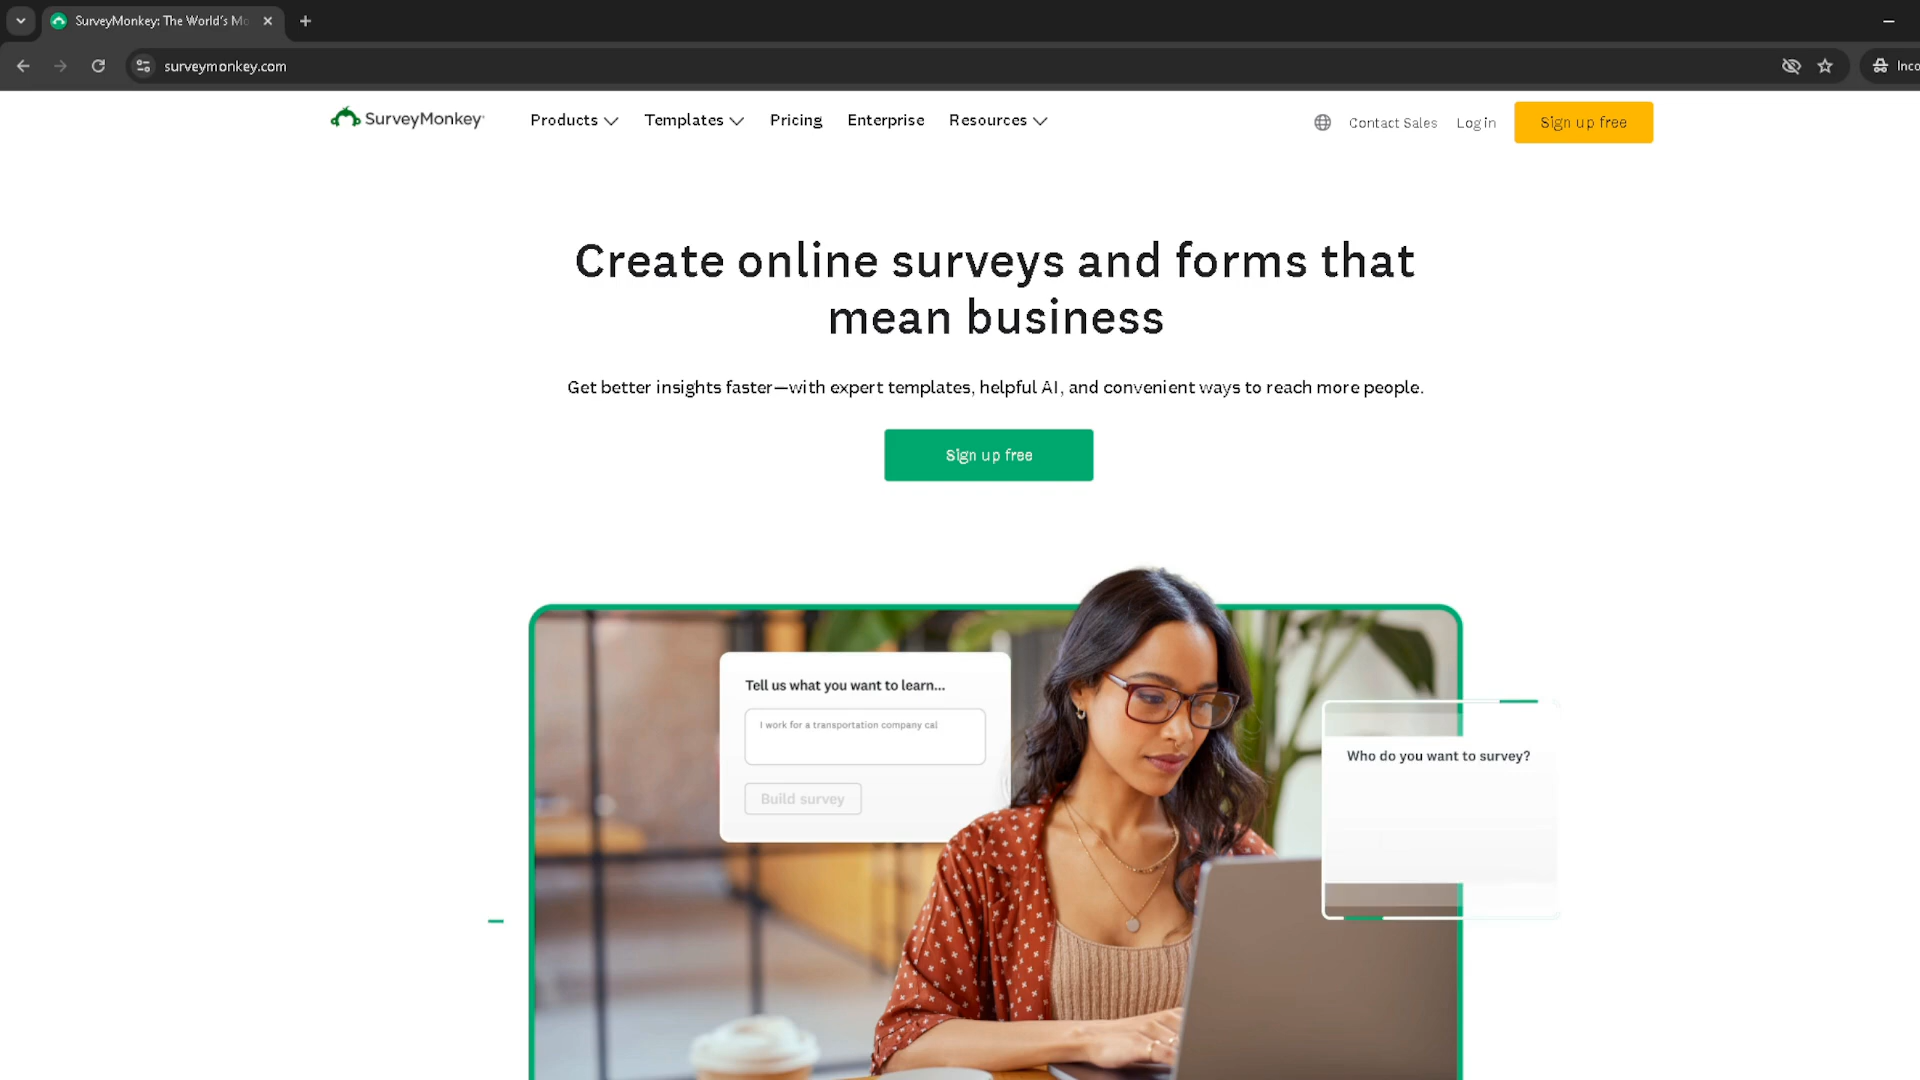 SurveyMonkey: The World's Mo
surveymonkey.com
Inco
SurveyMonkey
Products
Templates
Pricing
Enterprise
Resources
Contact Sales
Log in
Sign up free
Create online surveys and forms that
mean business
Get better insights faster—with expert templates, helpful AI, and convenient ways to reach more people.
Sign up free
Tell us what you want to learn...
I work for a transportation company cal
Build survey
Who do you want to survey?